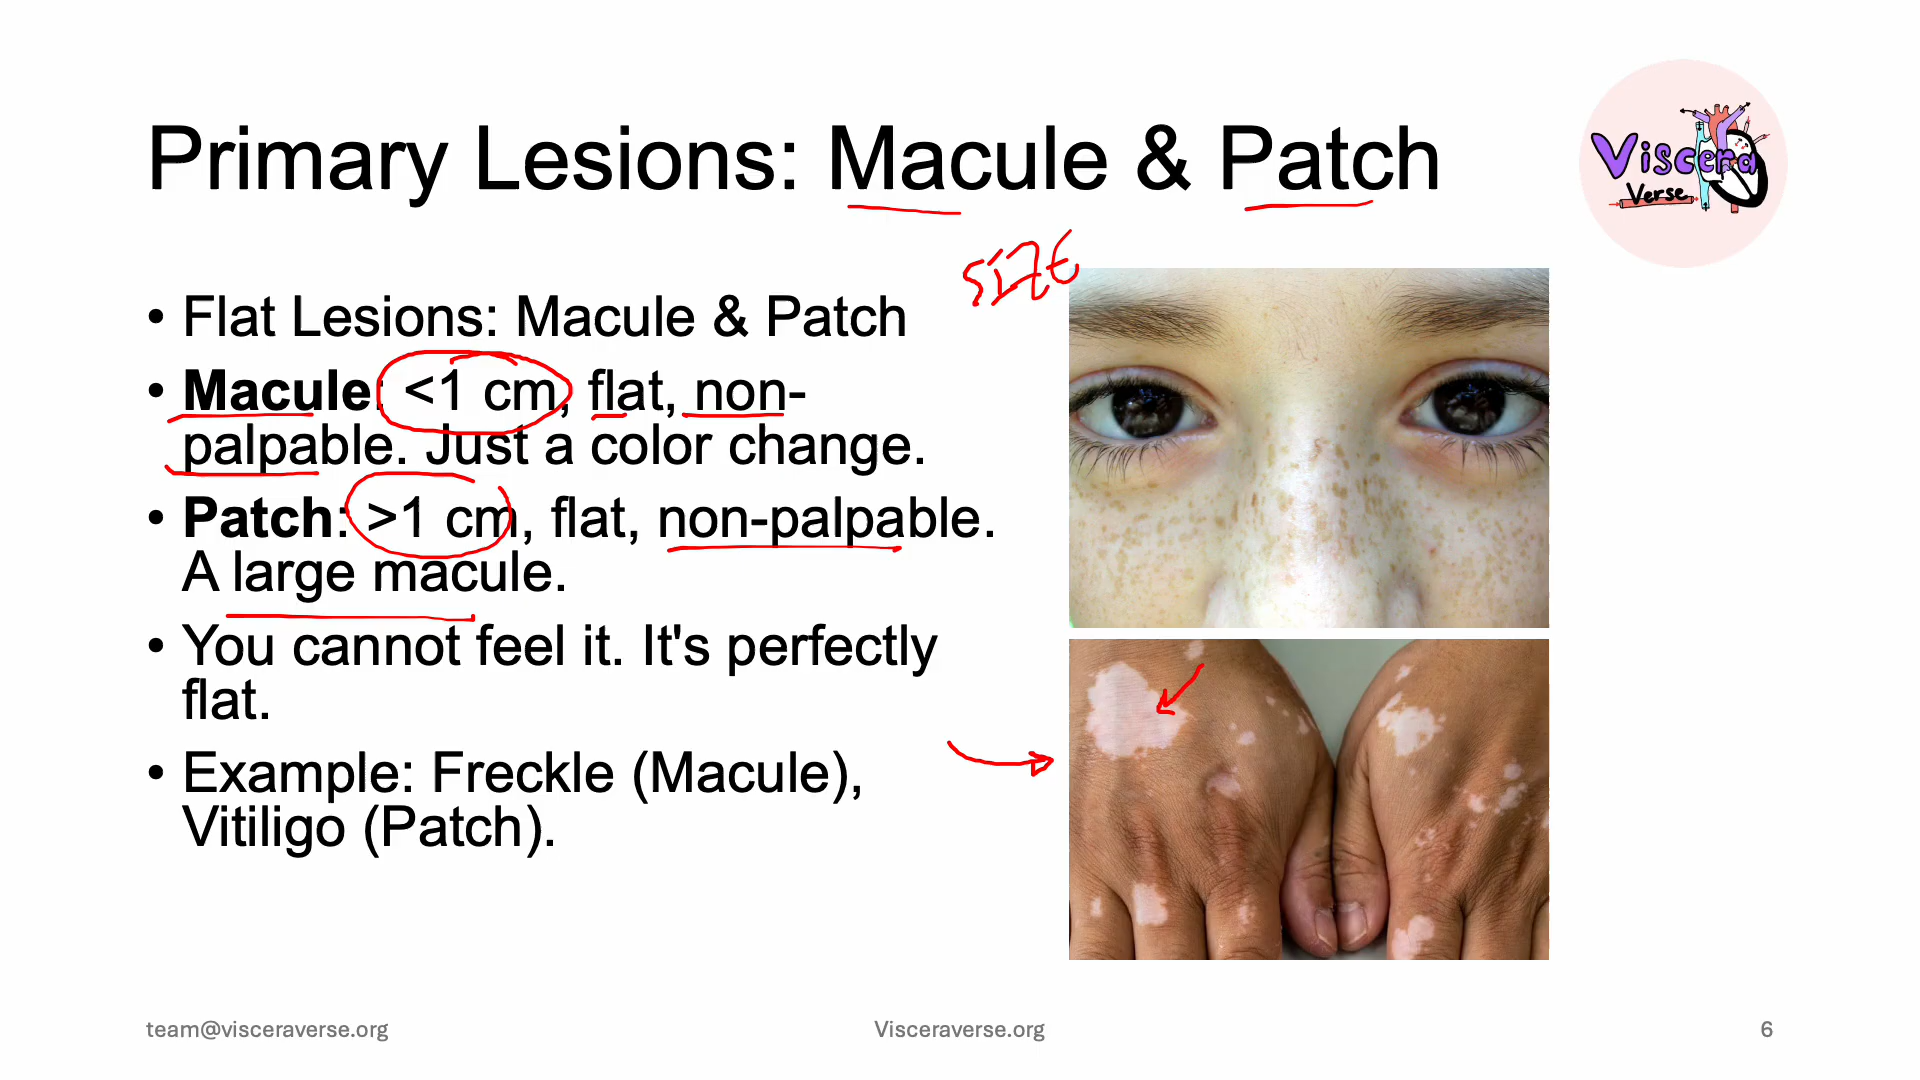 Primary Lesions: Macule & Patch
Viscera
Verse
SIZE
• Flat Lesions: Macule & Patch
• Macule: <1 cm, flat, non-
palpable. Just a color change.
• Patch: >1 cm, flat, non-palpable.
A large macule.
• You cannot feel it. It's perfectly
flat.
• Example: Freckle (Macule),
Vitiligo (Patch).
team@visceraverse.org
Visceraverse.org
6